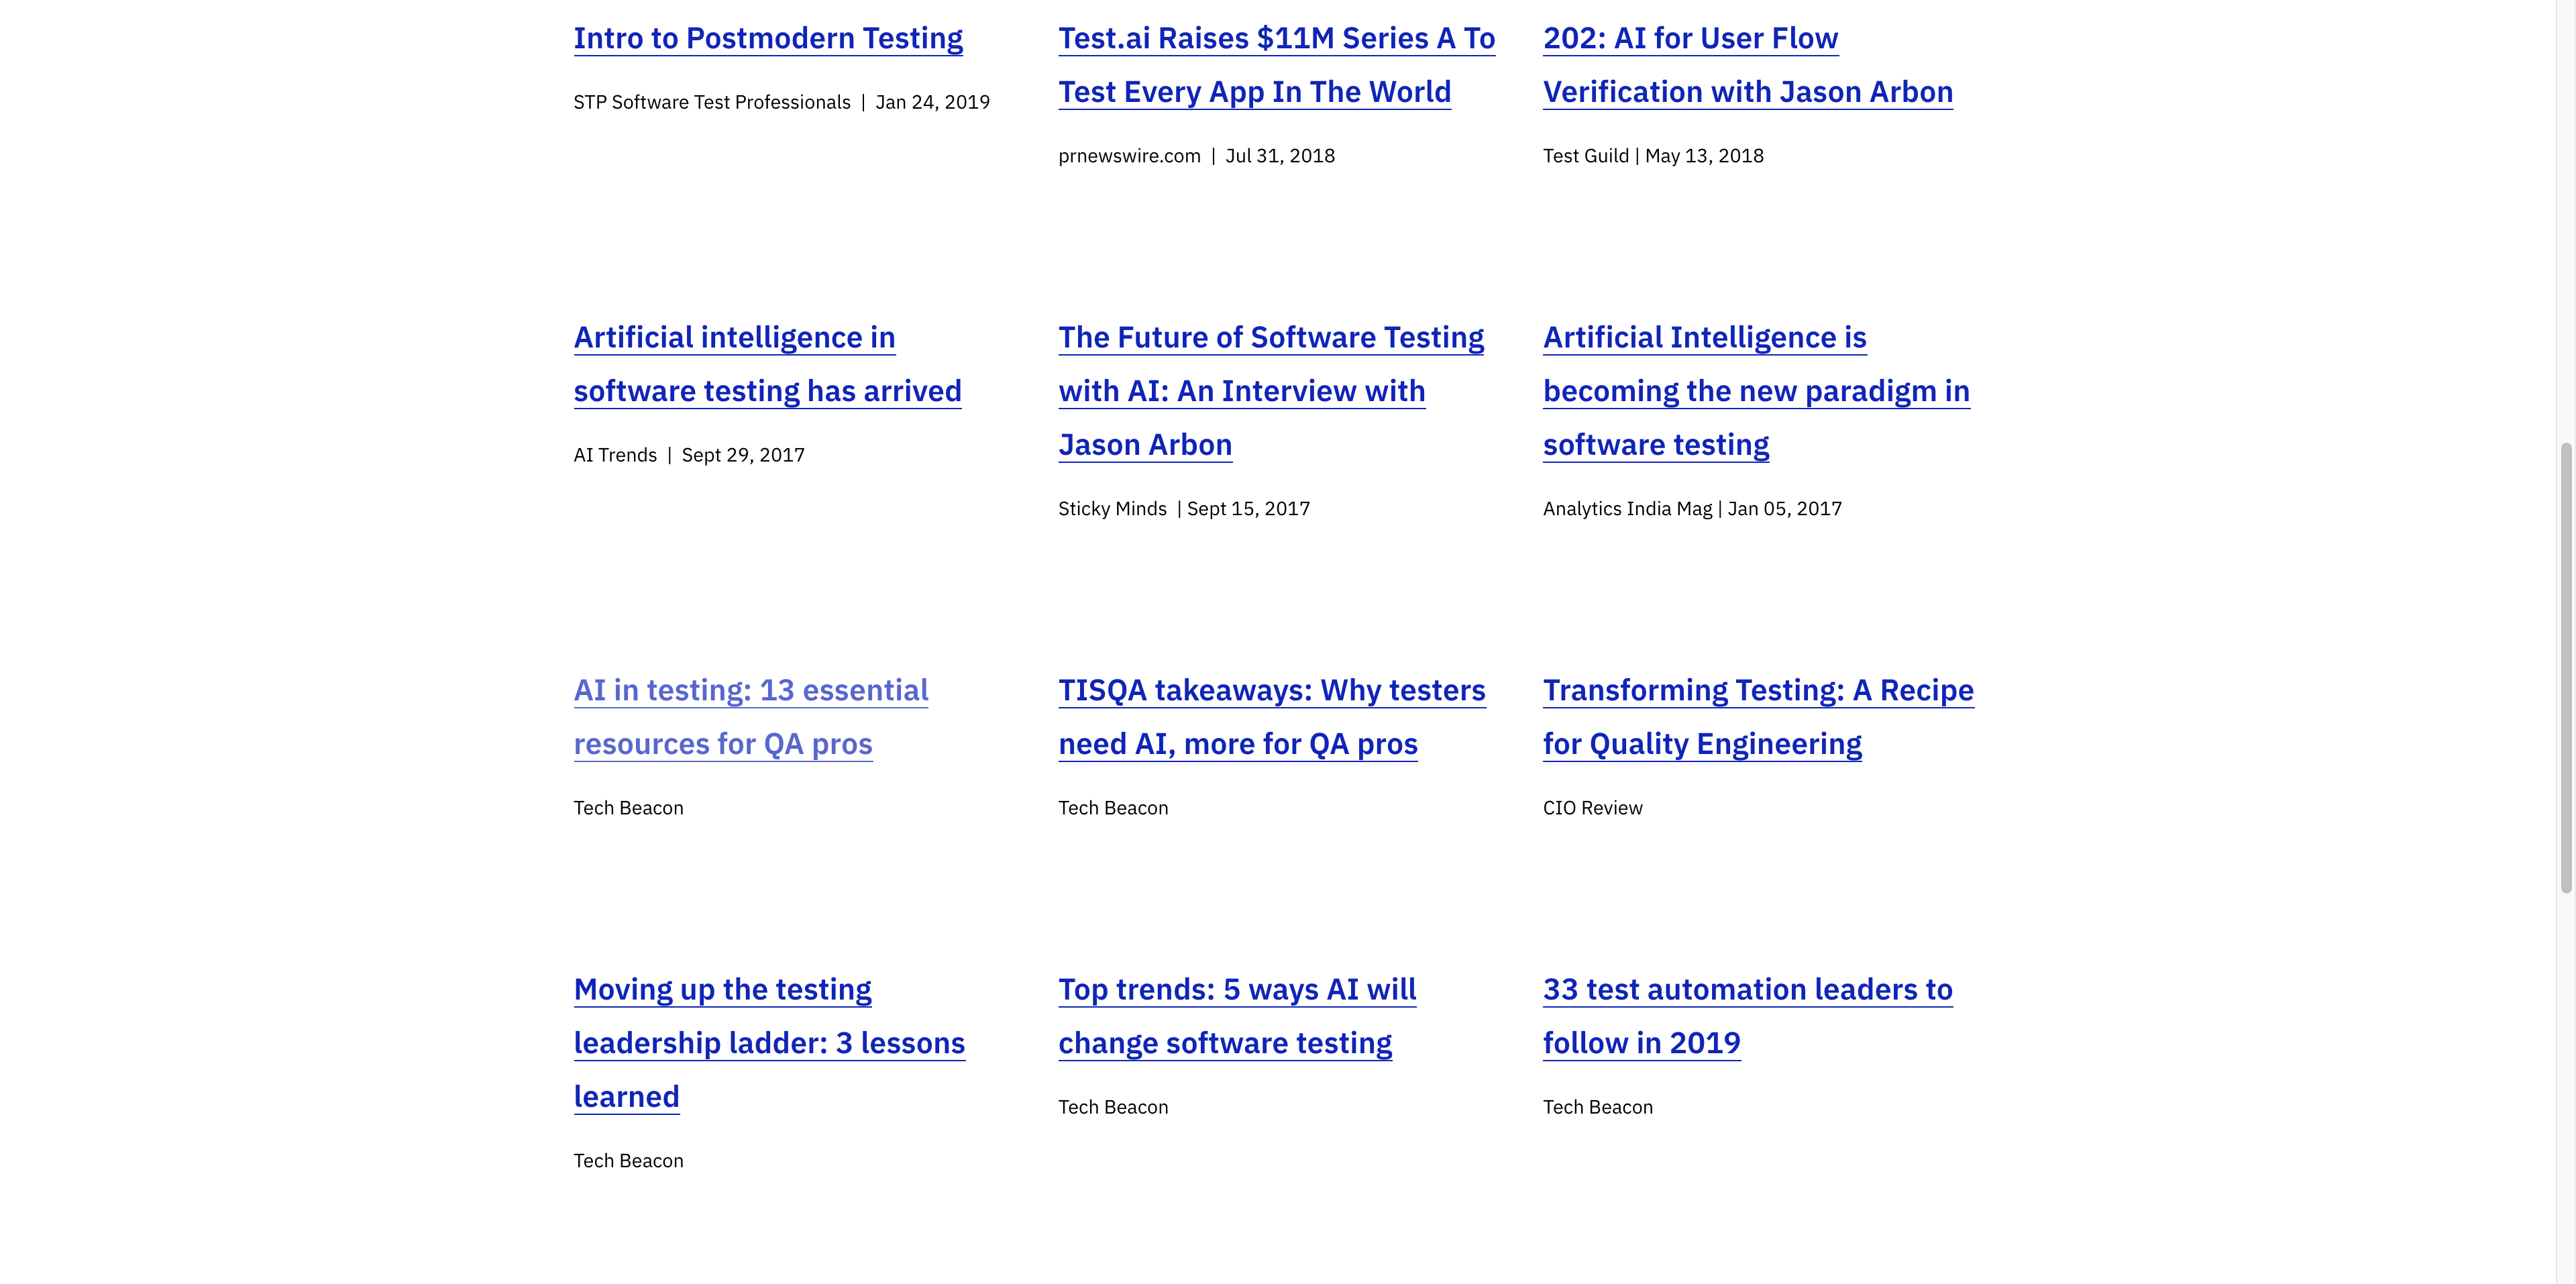 Intro to Postmodern Testing
STP Software Test Professionals | Jan 24, 2019
Test.ai Raises $11M Series A To
Test Every App In The World
prnewswire.com | Jul 31, 2018
202: AI for User Flow
Verification with Jason Arbon
Test Guild | May 13, 2018
Artificial intelligence in
software testing has arrived
AI Trends | Sept 29, 2017
The Future of Software Testing
with AI: An Interview with
Jason Arbon
Sticky Minds | Sept 15, 2017
Artificial Intelligence is
becoming the new paradigm in
software testing
Analytics India Mag | Jan 05, 2017
AI in testing: 13 essential
resources for QA pros
Tech Beacon
TISQA takeaways: Why testers
need AI, more for QA pros
Tech Beacon
Transforming Testing: A Recipe
for Quality Engineering
CIO Review
Moving up the testing
leadership ladder: 3 lessons
learned
Tech Beacon
Top trends: 5 ways AI will
change software testing
Tech Beacon
33 test automation leaders to
follow in 2019
Tech Beacon